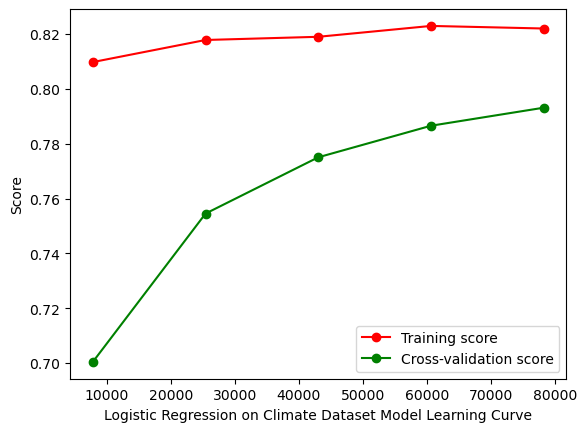 0.82
0.80
0.78
0.76
0.74
0.72
0.70
Score
Training score
Cross-validation score
10000 20000 30000 40000 50000 60000 70000 80000
Logistic Regression on Climate Dataset Model Learning Curve